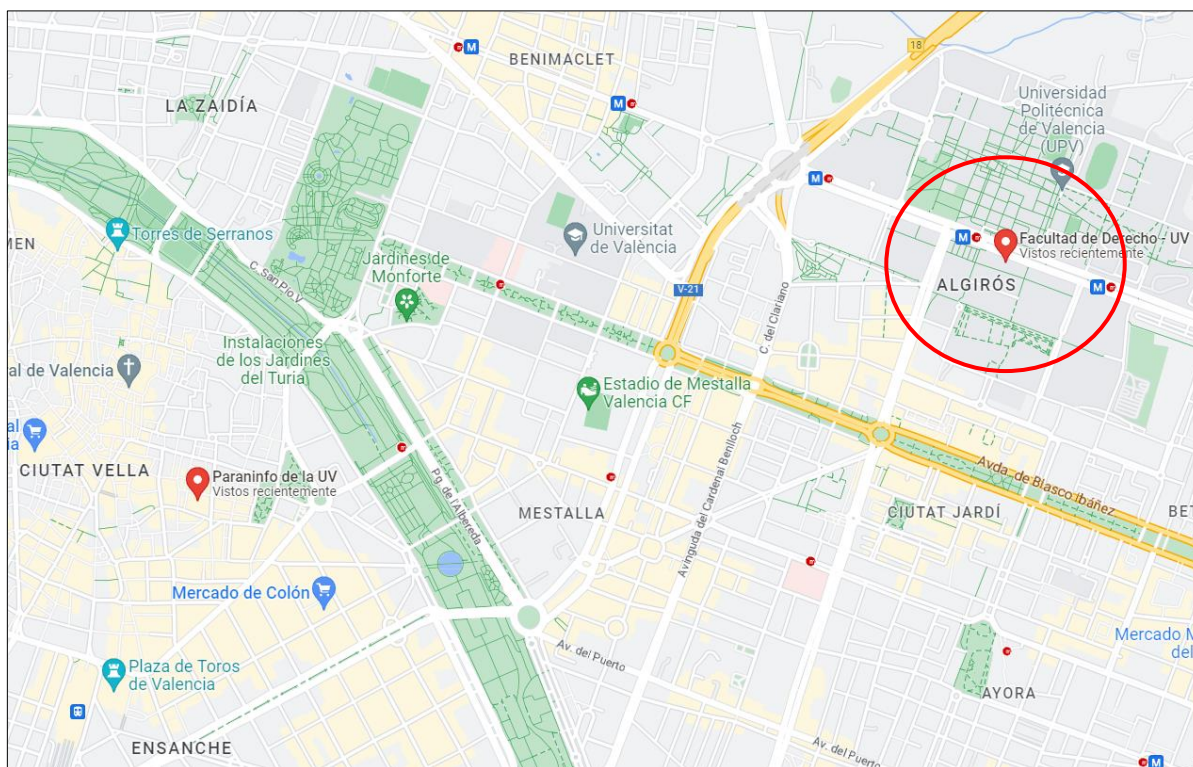 BENIMACLET
18
M
LA ZAIDÍA
M
Universidad
Politécnica
de Valencia
(UPV)
M
MEN
Torres de Serranos
C. San Pío V
Jardines de
Monforte
Universitat
de València
M
Facultad de Derecho - UV
Vistos recientemente
V-21
ALGIRÓS
M
C. del Clariano
Instalaciones
de los Jardines
del Turia
al de Valencia
Estadio de Mestalla
Valencia CF
al
ia
CIUTAT VELLA
Paraninfo de la UV
Vistos recientemente
Pg. de l'Albereda
MESTALLA
Avinguda del Cardenal Benlloch
Avda. de Blasco Ibáñez
CIUTAT JARDÍ
BET
Mercado de Colón
Av. del Puerto
Mercado M
del
Plaza de Toros
de Valencia
AYORA
ENSANCHE
Av. del Puerto
M